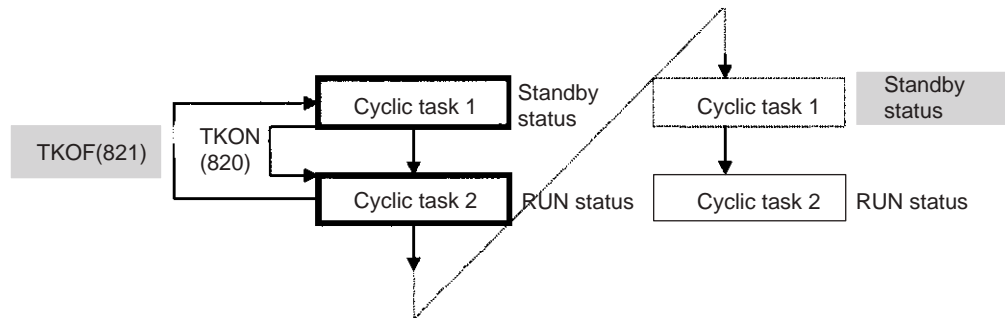 TKOF(821)
TKON
(820)
Cyclic task 1
Standby
status
Cyclic task 2
RUN status
Cyclic task 1
Standby
status
Cyclic task 2
RUN status